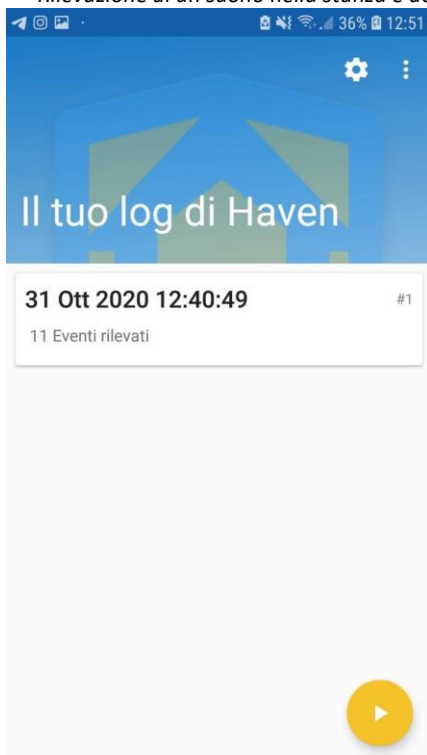 Rilevazione di un suono nella stanza e
36% 12:51
Il tuo log di Haven
31 Ott 2020 12:40:49
#1
11 Eventi rilevati